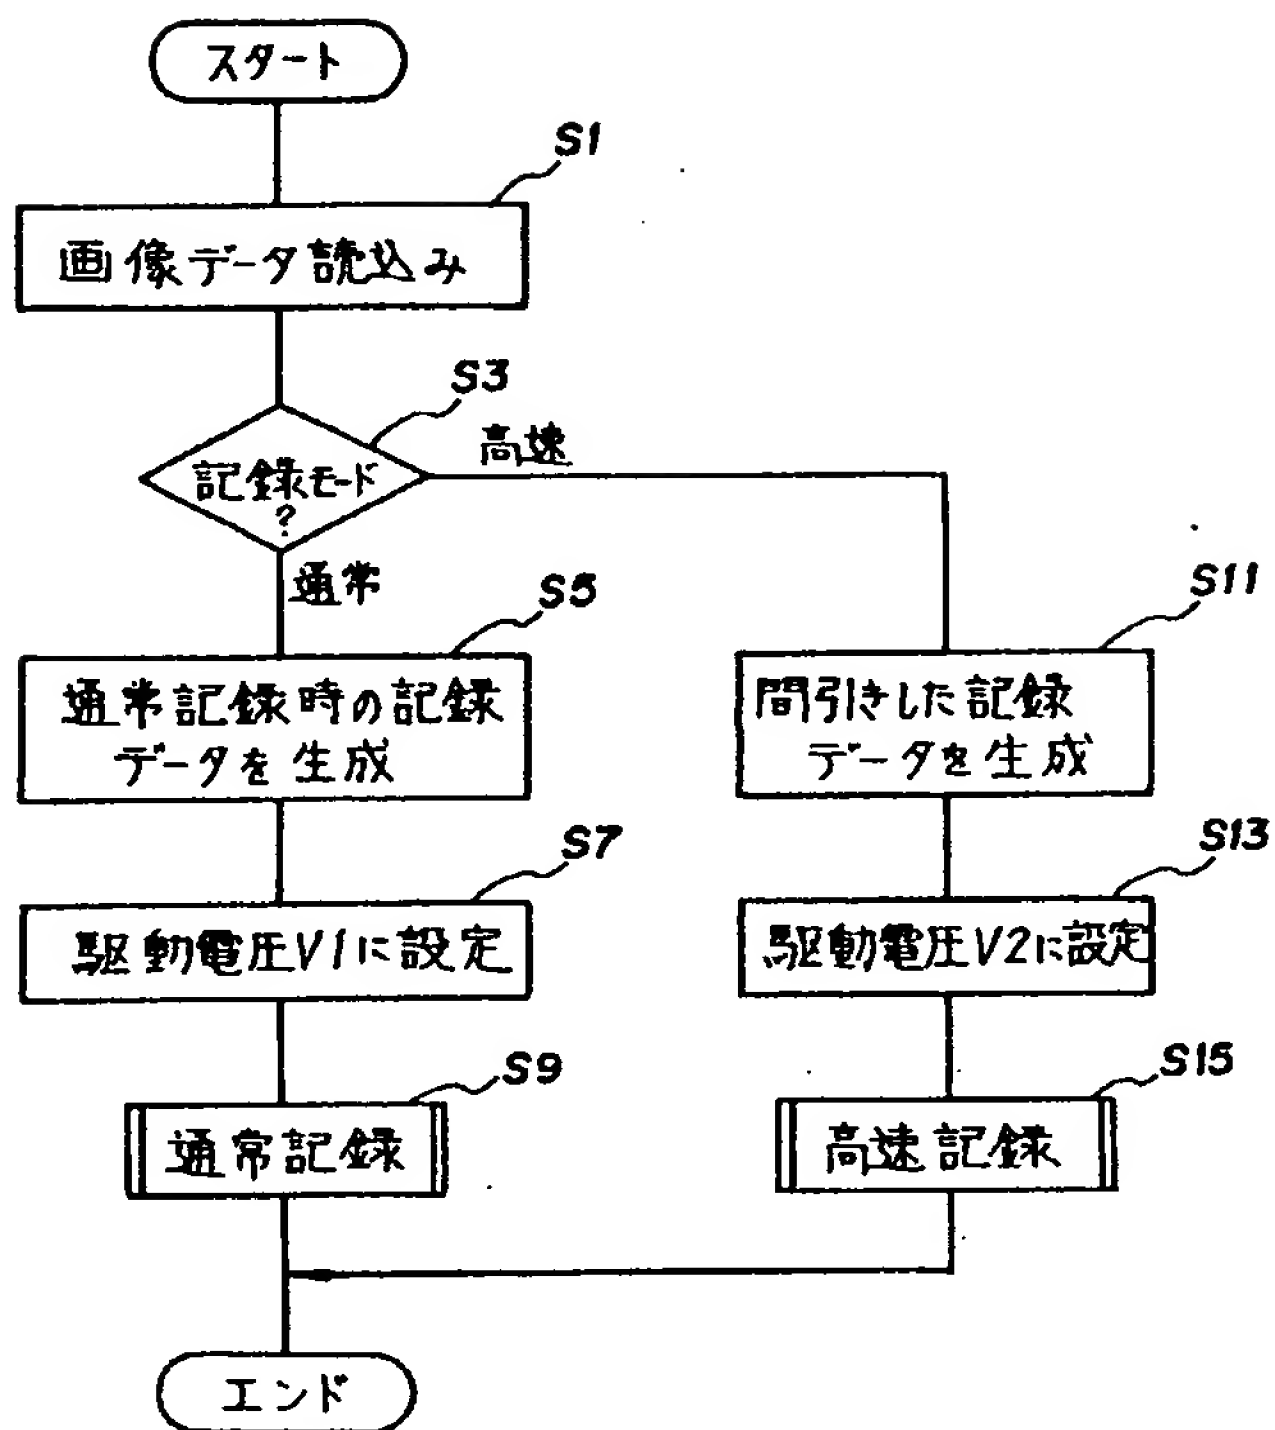 スタート
S1
画像データ読込み
S3
記録モード
?
高速
通常
S5
通常記録時の記録
データを生成
S7
駆動電圧V1に設定
S9
通常記録
S11
間引きした記録
データを生成
S13
駆動電圧V2に設定
S15
高速記録
エンド